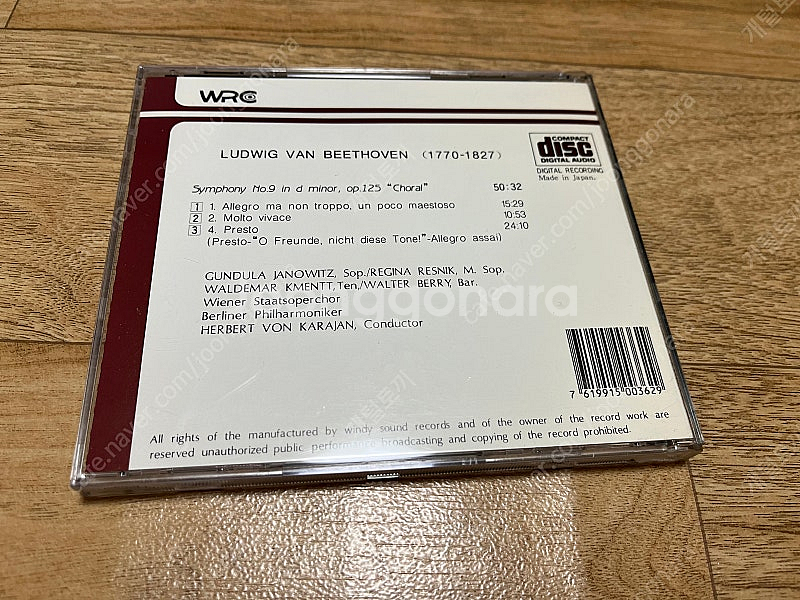 WRC
COMPACT
disc
DIGITAL AUDIO
DIGITAL RECORDING
Made in Japan.
LUDWIG VAN BEETHOVEN (1770-1827)
Symphony No.9 in d minor, op.125 "Choral" 50:32
1 1. Allegro ma non troppo, un poco maestoso 15:29
2 2. Molto vivace 10:53
3 4. Presto 24:10
(Presto-"O Freunde, nicht diese Tone!"-Allegro assai)
GUNDULA JANOWITZ, Sop./REGINA RESNIK, M. Sop.
WALDEMAR KMENTT, Ten./WALTER BERRY, Bar.
Wiener Staatsoperchor
Berliner Philharmoniker
HERBERT VON KARAJAN, Conductor
7 619915 003629
All rights of the manufactured by windy sound records and of the owner of the record work are
reserved unauthorized public performance broadcasting and copying of the record prohibited.